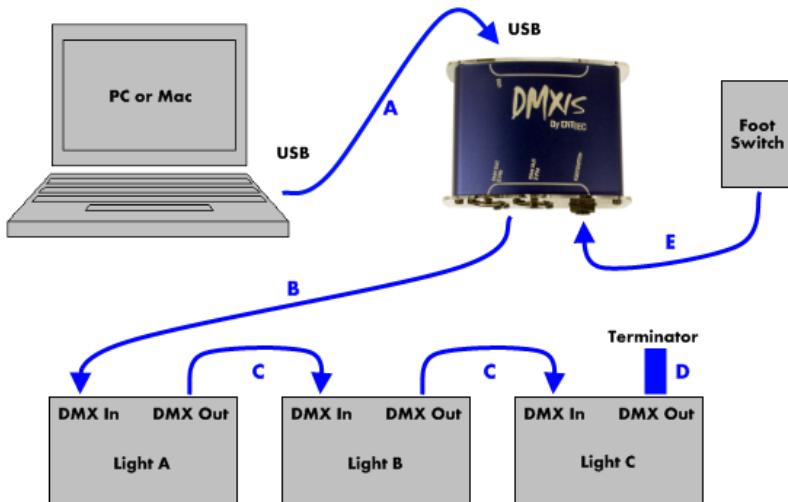 PC or Mac
USB
A
USB
DMXIS
By ENTTEC
Foot
Switch
E
B
Terminator
C
C
D
DMX In
DMX Out
Light A
DMX In
DMX Out
Light B
DMX In
DMX Out
Light C